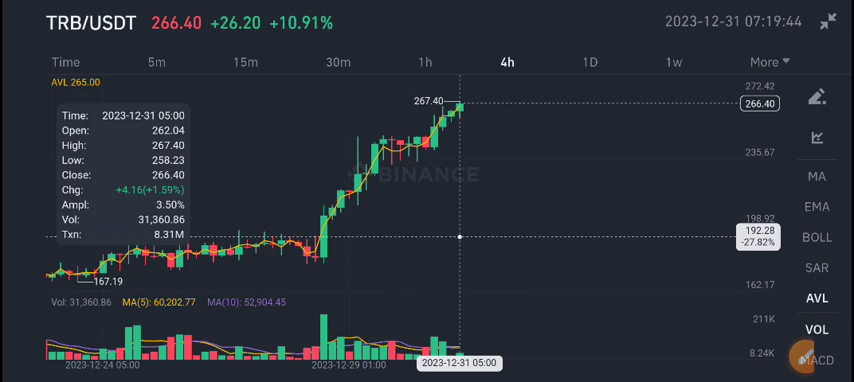 TRB/USDT 266.40 +26.20 +10.91% 2023-12-31 07:19:44
Time 5m 15m 30m 1h 4h 1D 1w More
AVL 265.00
272.42
267.40
266.40
Time: 2023-12-31 05:00
Open: 262.04
High: 267.40
Low: 258.23
Close: 266.40
Chg: +4.16(+1.59%)
Ampl: 3.50%
Vol: 31,360.86
Txn: 8.31M
BINANCE
235.67
198.92
192.28
-27.82%
167.19
162.17
MA
EMA
BOLL
SAR
AVL
VOL
MACD
Vol: 31,360.86 MA(5): 60,202.77 MA(10): 52,904.45
211K
8.24K
2023-12-24 05:00 2023-12-29 01:00 2023-12-31 05:00